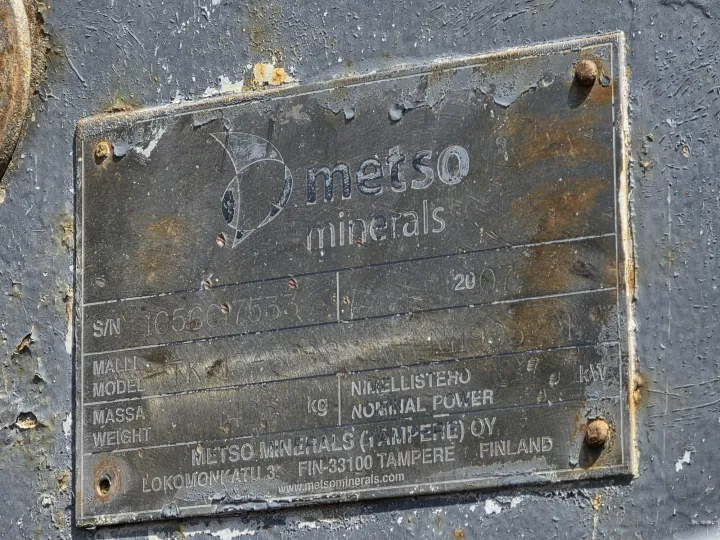 metso
minerals
S/N 2007
MALLI
MODEL
MASSA
WEIGHT kg
NIMELLISTEHO
NOMINAL POWER kW
METSO MINERALS (TAMPERE) OY
LOKOMONKATU 3 FIN-33100 TAMPERE FINLAND
www.metsominerals.com